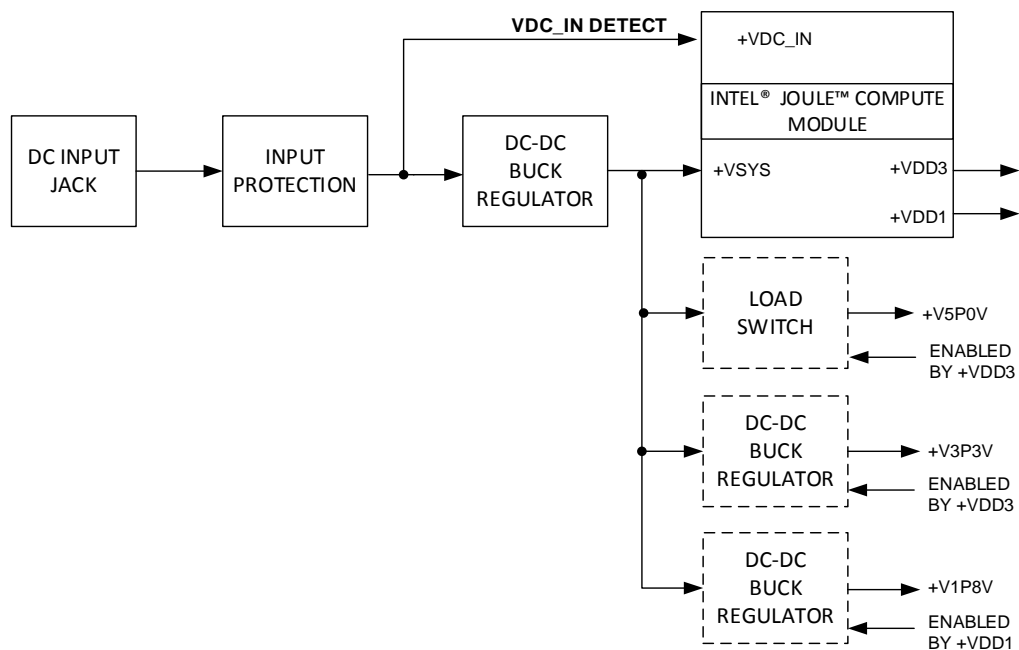 VDC_IN DETECT
+VDC_IN
INTEL® JOULE™ COMPUTE
MODULE
DC INPUT
JACK
INPUT
PROTECTION
DC-DC
BUCK
REGULATOR
+VSYS
+VDD3
+VDD1
LOAD
SWITCH
+V5P0V
ENABLED
BY +VDD3
DC-DC
BUCK
REGULATOR
+V3P3V
ENABLED
BY +VDD3
DC-DC
BUCK
REGULATOR
+V1P8V
ENABLED
BY +VDD1